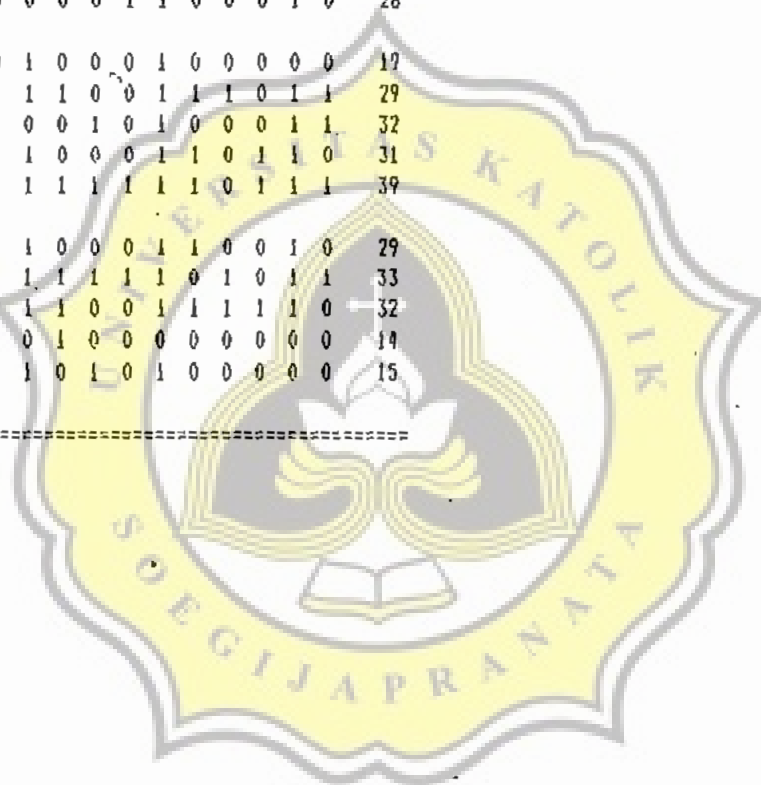 1 0 0 0 1 0 0 0 0 0 17
1 1 0 0 1 1 1 0 1 1 29
0 0 1 0 1 0 0 0 1 1 32
1 0 0 0 1 1 0 1 1 0 31
1 1 1 1 1 1 0 1 1 1 39
1 0 0 0 1 1 0 0 1 0 29
1 1 1 1 1 0 1 0 1 1 33
1 1 0 0 1 1 1 1 1 0 32
0 1 0 0 0 0 0 0 0 0 14
1 0 1 0 1 0 0 0 0 0 15
UNIVERSITAS KATOLIK
SOEGIJAPRANATA